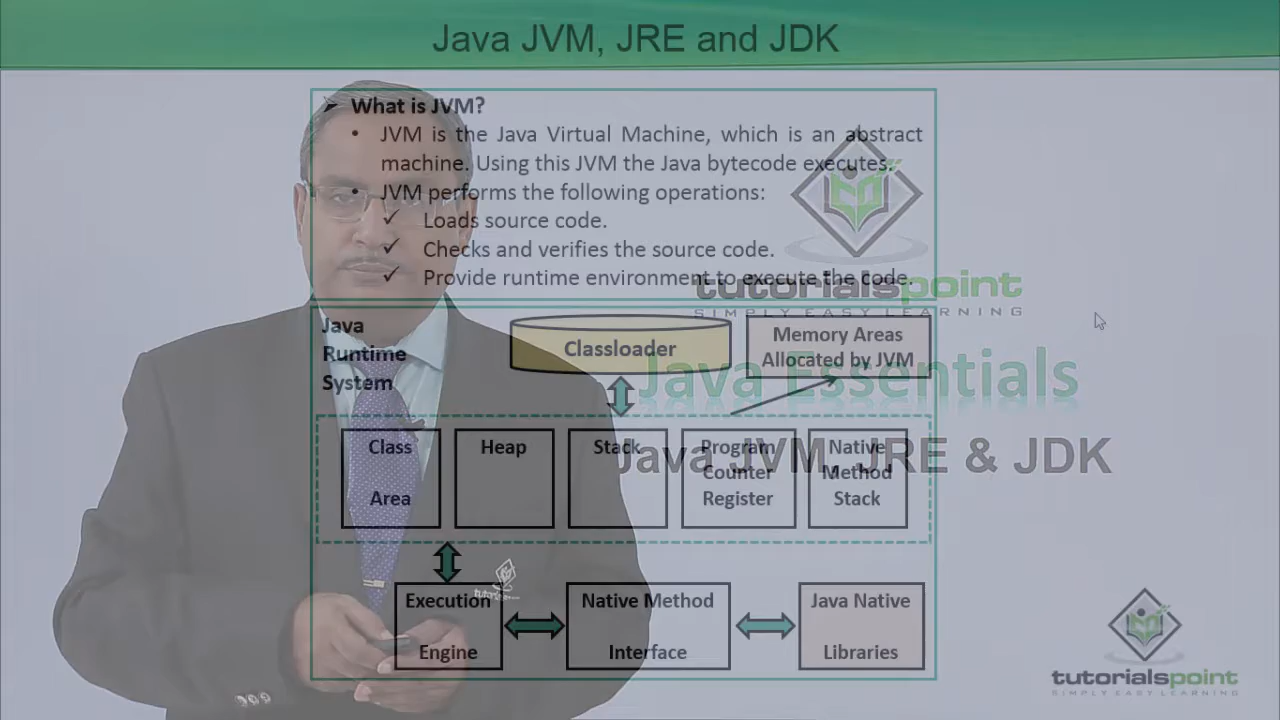 Java JVM, JRE and JDK
What is JVM?
JVM is the Java Virtual Machine, which is an abstract
machine. Using this JVM the Java bytecode executes.
JVM performs the following operations:
Loads source code.
Checks and verifies the source code.
Provide runtime environment to execute the code.
tutorialspoint
SIMPLY EASY LEARNING
Java Essentials
Java JVM, JRE & JDK
Java
Runtime
System
Classloader
Memory Areas
Allocated by JVM
Class
Area
Heap
Stack
Program
Counter
Register
Native
Method
Stack
Execution
Engine
Native Method
Interface
Java Native
Libraries
tutorialspoint
SIMPLY EASY LEARNING